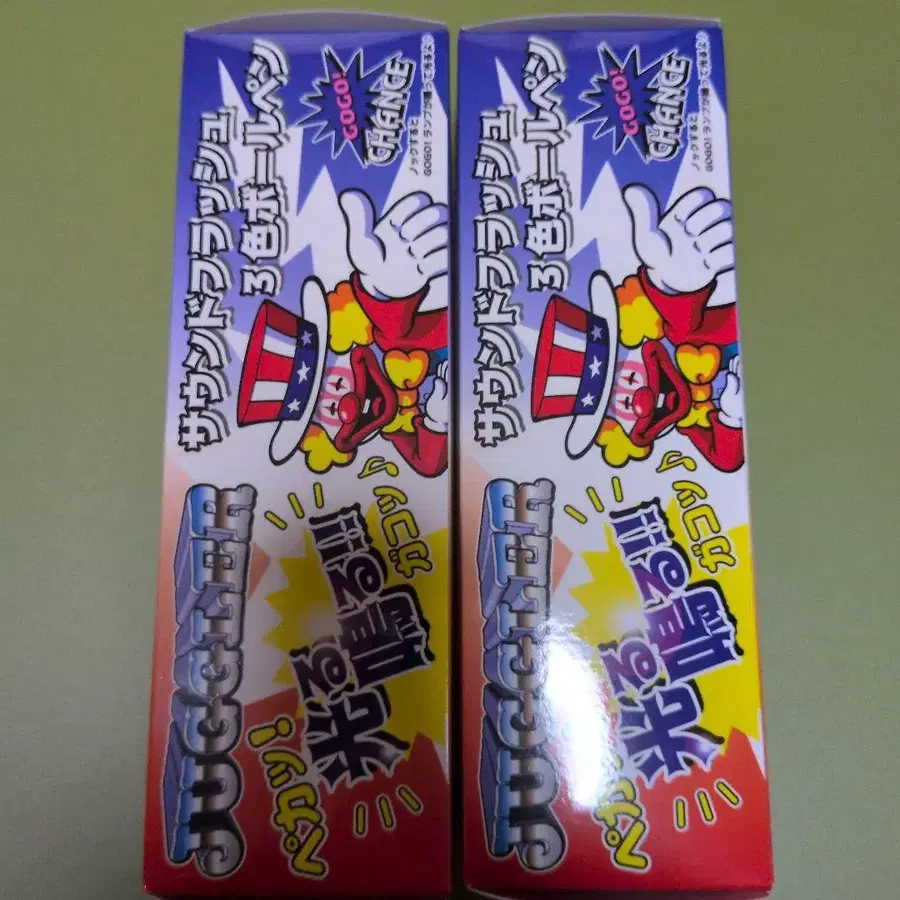 JUGGLER
サウンドフラッシュ
3色ボールペン
ペカッ!
光る
鳴る!!!
ガコッ♪
GOGO!
CHANCE
ノックすると
GOGO!ランプが鳴って光るよ♪
JUGGLER
サウンドフラッシュ
3色ボールペン
ペカッ
光る
鳴る!!!
ガコッ♪
GOGO!
CHANCE
ノックすると
GOGO!ランプが鳴って光るよ♪